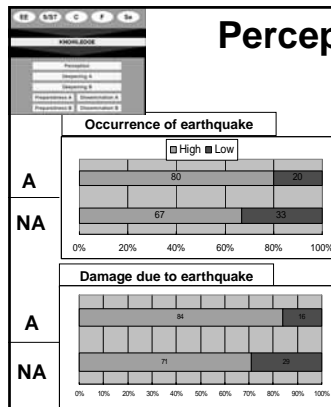 EE S/ST C F Se
KNOWLEDGE
Percep
Perception
Deepening A
Deepening B
Preparedness A Dissemination A
Preparedness B Dissemination B
Occurrence of earthquake
High Low
A
80 20
NA
67 33
0% 20% 40% 60% 80% 100%
Damage due to earthquake
A
84 16
NA
71 29
0% 10% 20% 30% 40% 50% 60% 70% 80% 90% 100%